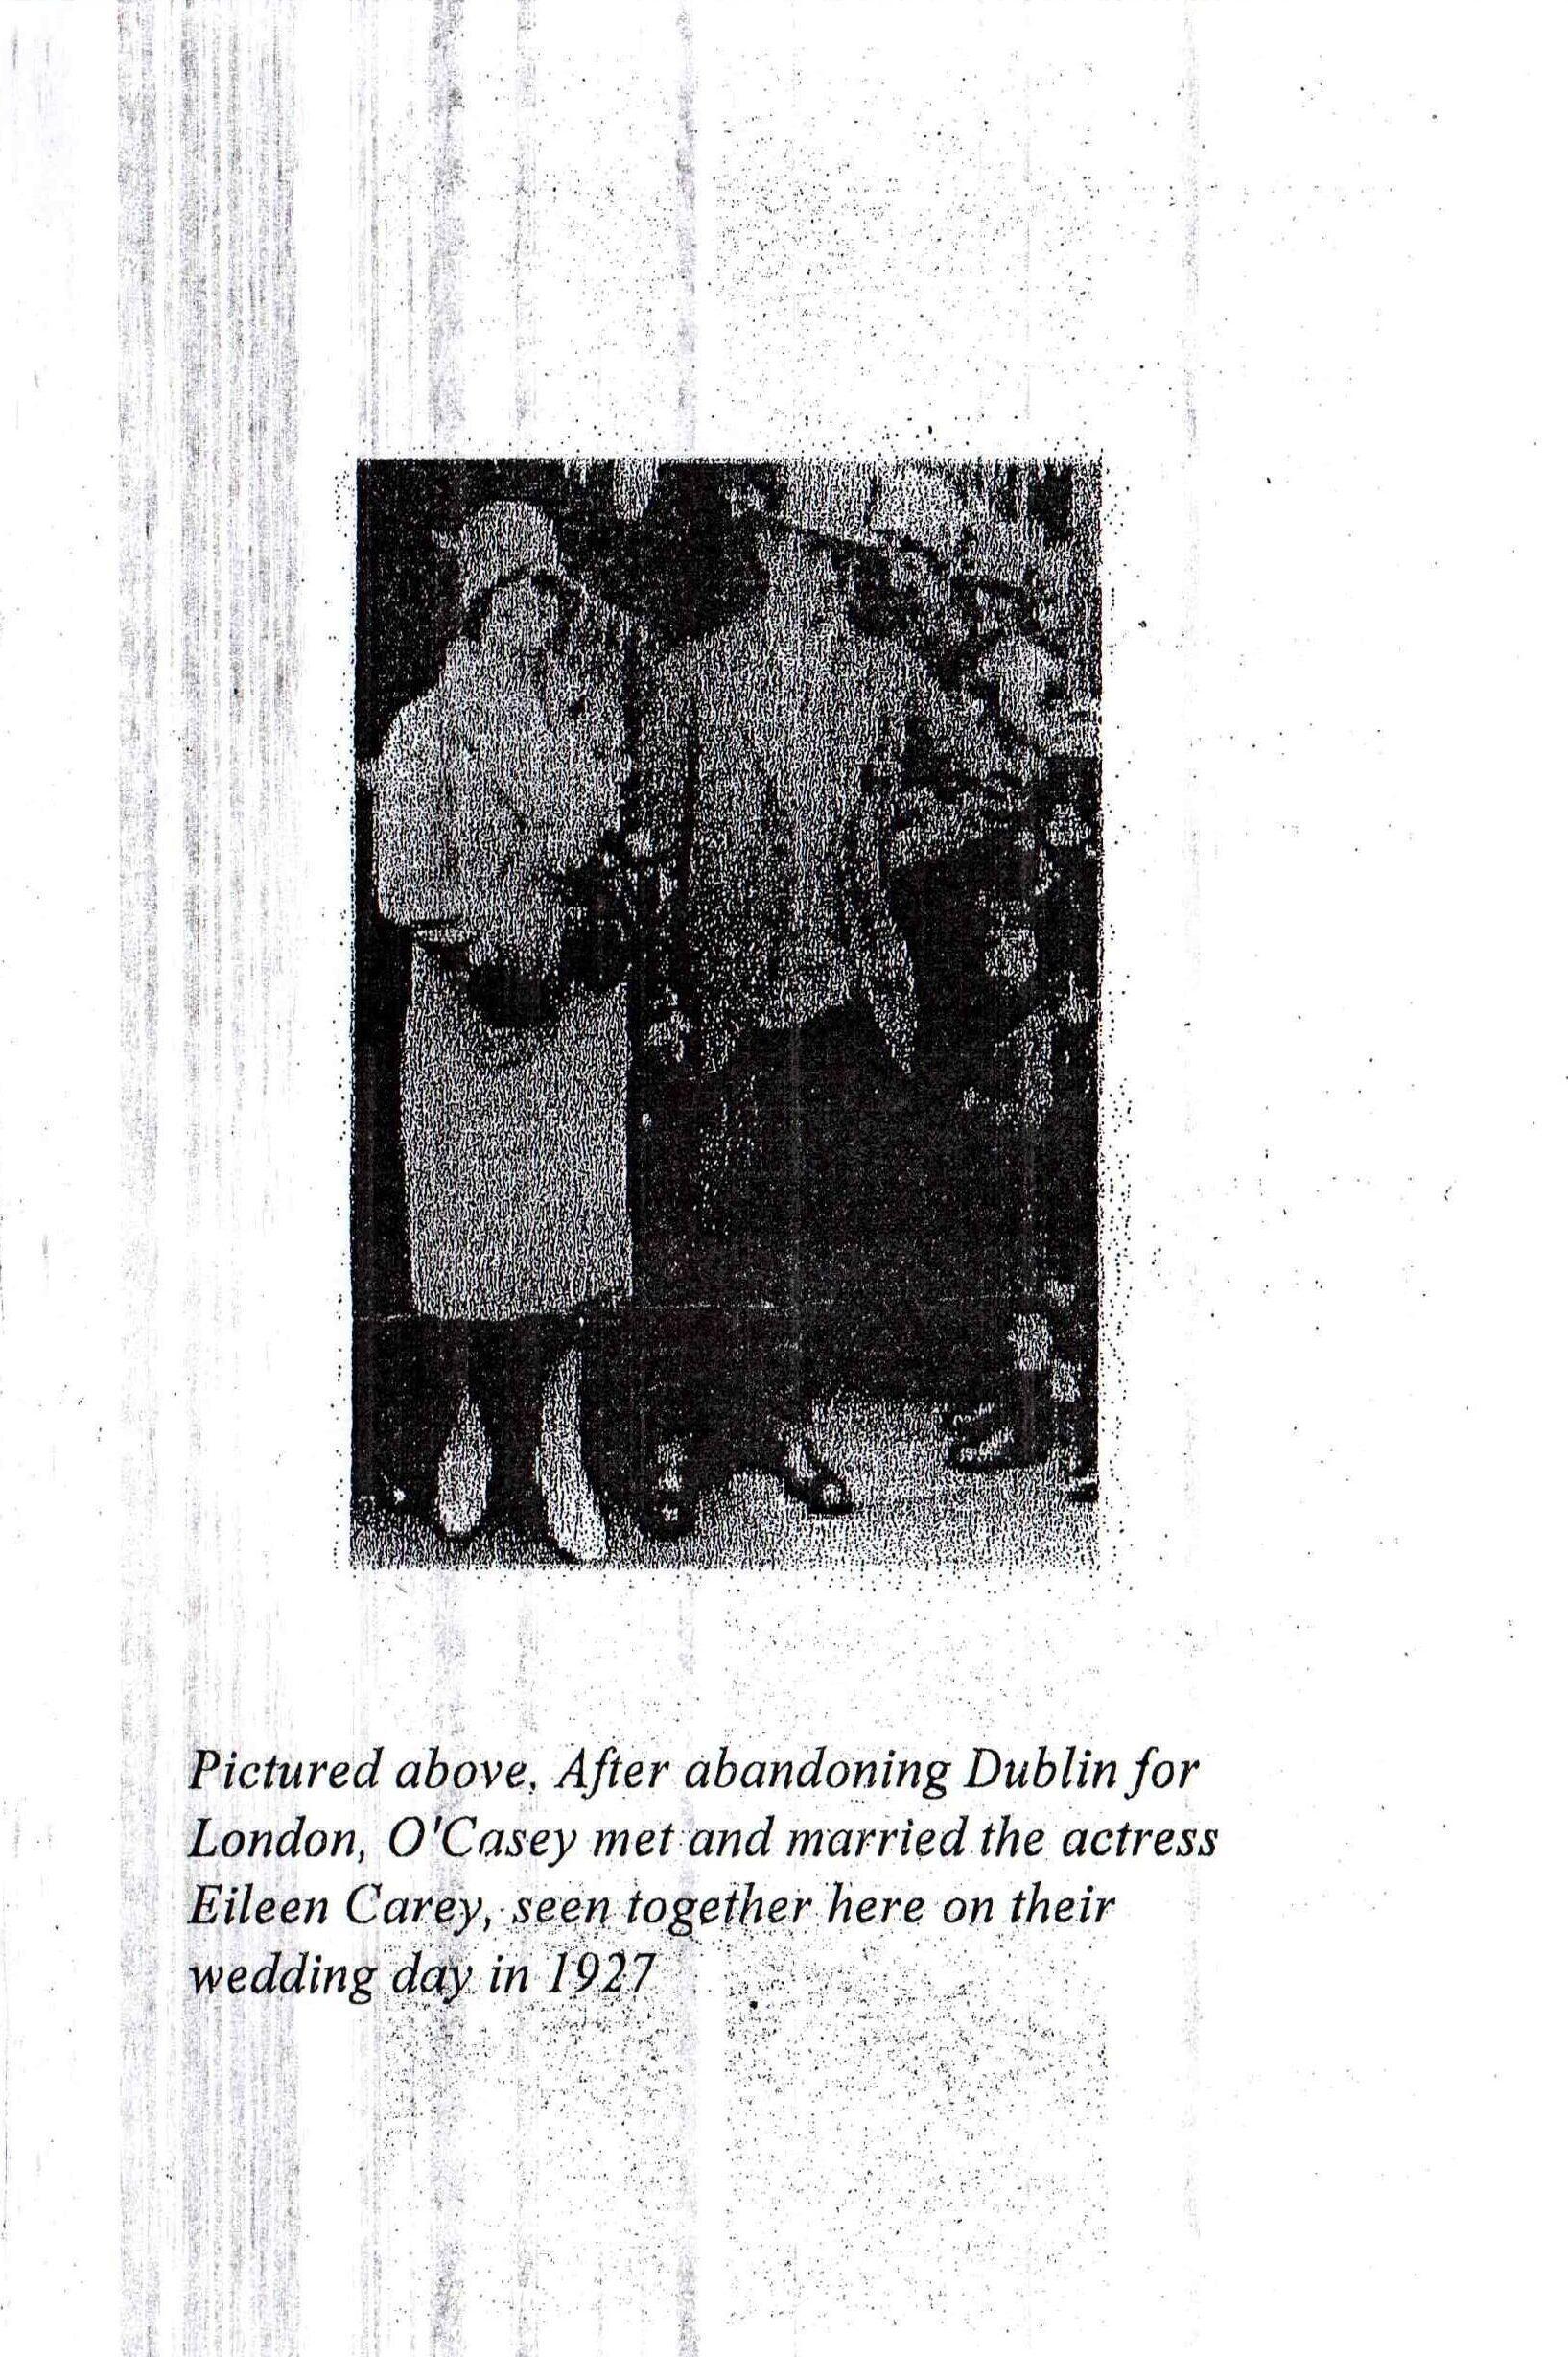 Pictured above. After abandoning Dublin for
London, O'Casey met and married the actress
Eileen Carey, seen together here on their
wedding day in 1927